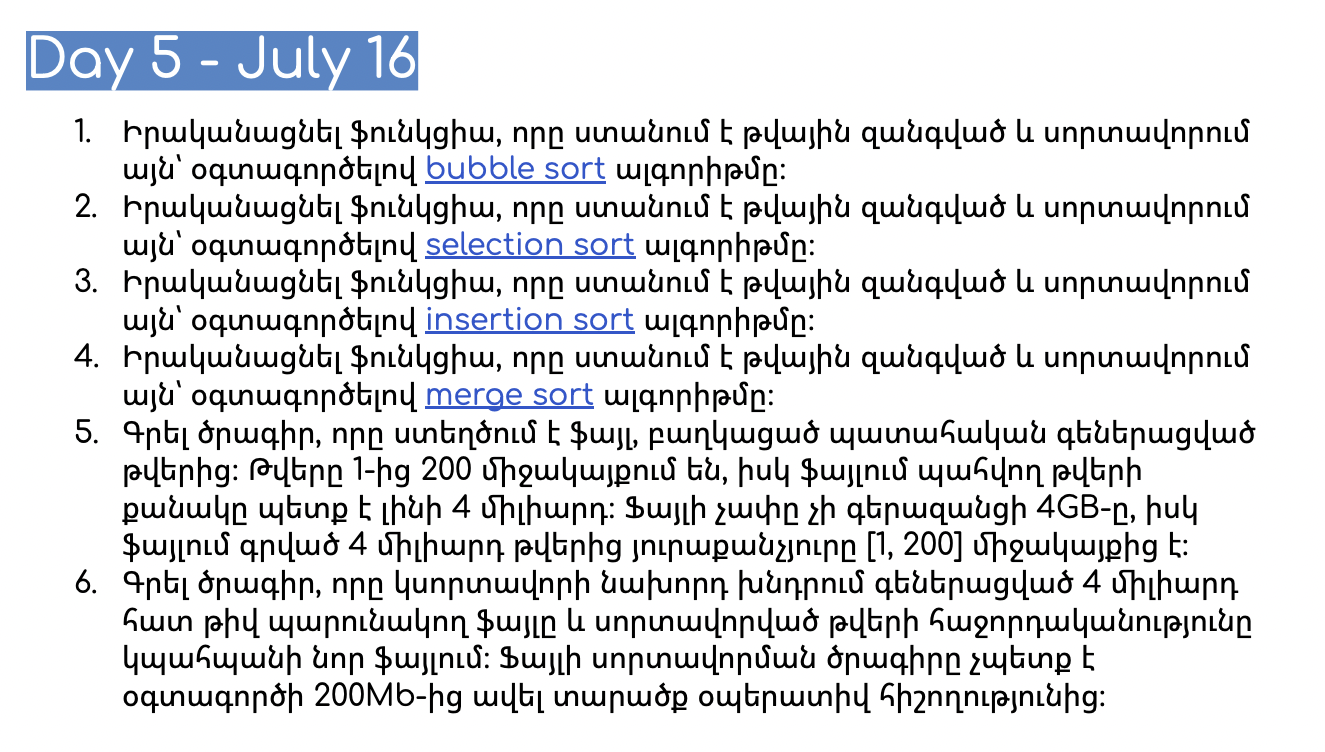 Day 5 - July 16
1. Իրականացնել ֆունկցիա, որը ստանում է թվային զանգված և սորտավորում
այն՝ օգտագործելով bubble sort ալգորիթմը:
2. Իրականացնել ֆունկցիա, որը ստանում է թվային զանգված և սորտավորում
այն՝ օգտագործելով selection sort ալգորիթմը:
3. Իրականացնել ֆունկցիա, որը ստանում է թվային զանգված և սորտավորում
այն՝ օգտագործելով insertion sort ալգորիթմը:
4. Իրականացնել ֆունկցիա, որը ստանում է թվային զանգված և սորտավորում
այն՝ օգտագործելով merge sort ալգորիթմը:
5. Գրել ծրագիր, որը ստեղծում է ֆայլ, բաղկացած պատահական գեներացված
թվերից: Թվերը 1-ից 200 միջակայքում են, իսկ ֆայլում պահվող թվերի
քանակը պետք է լինի 4 միլիարդ: Ֆայլի չափը չի գերազանցի 4GB-ը, իսկ
ֆայլում գրված 4 միլիարդ թվերից յուրաքանչյուրը [1, 200] միջակայքից է:
6. Գրել ծրագիր, որը կսորտավորի նախորդ խնդրում գեներացված 4 միլիարդ
հատ թիվ պարունակող ֆայլը և սորտավորված թվերի հաջորդականությունը
կպահպանի նոր ֆայլում: Ֆայլի սորտավորման ծրագիրը չպետք է
օգտագործի 200Mb-ից ավել տարածք օպերատիվ հիշողությունից: